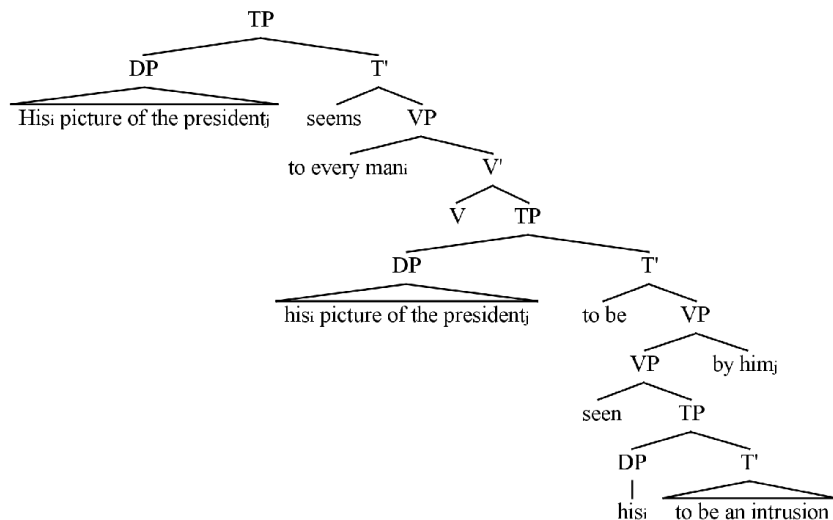 TP
DP T'
Hisi picture of the presidentj seems VP
to every mani V'
V TP
DP T'
hisi picture of the presidentj to be VP
VP by himj
seen TP
DP T'
hisi to be an intrusion